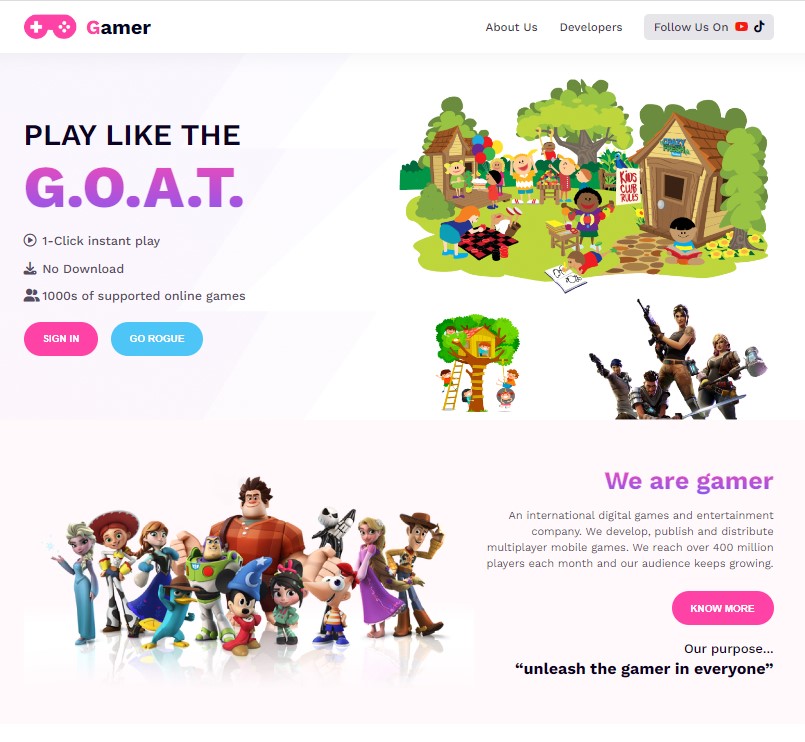 Gamer
About Us
Developers
Follow Us On
PLAY LIKE THE
G.O.A.T.
1-Click instant play
No Download
1000s of supported online games
SIGN IN
GO ROGUE
KIDS
CLUB
RULES
We are gamer
An international digital games and entertainment
company. We develop, publish and distribute
multiplayer mobile games. We reach over 400 million
players each month and our audience keeps growing.
KNOW MORE
Our purpose...
“unleash the gamer in everyone”